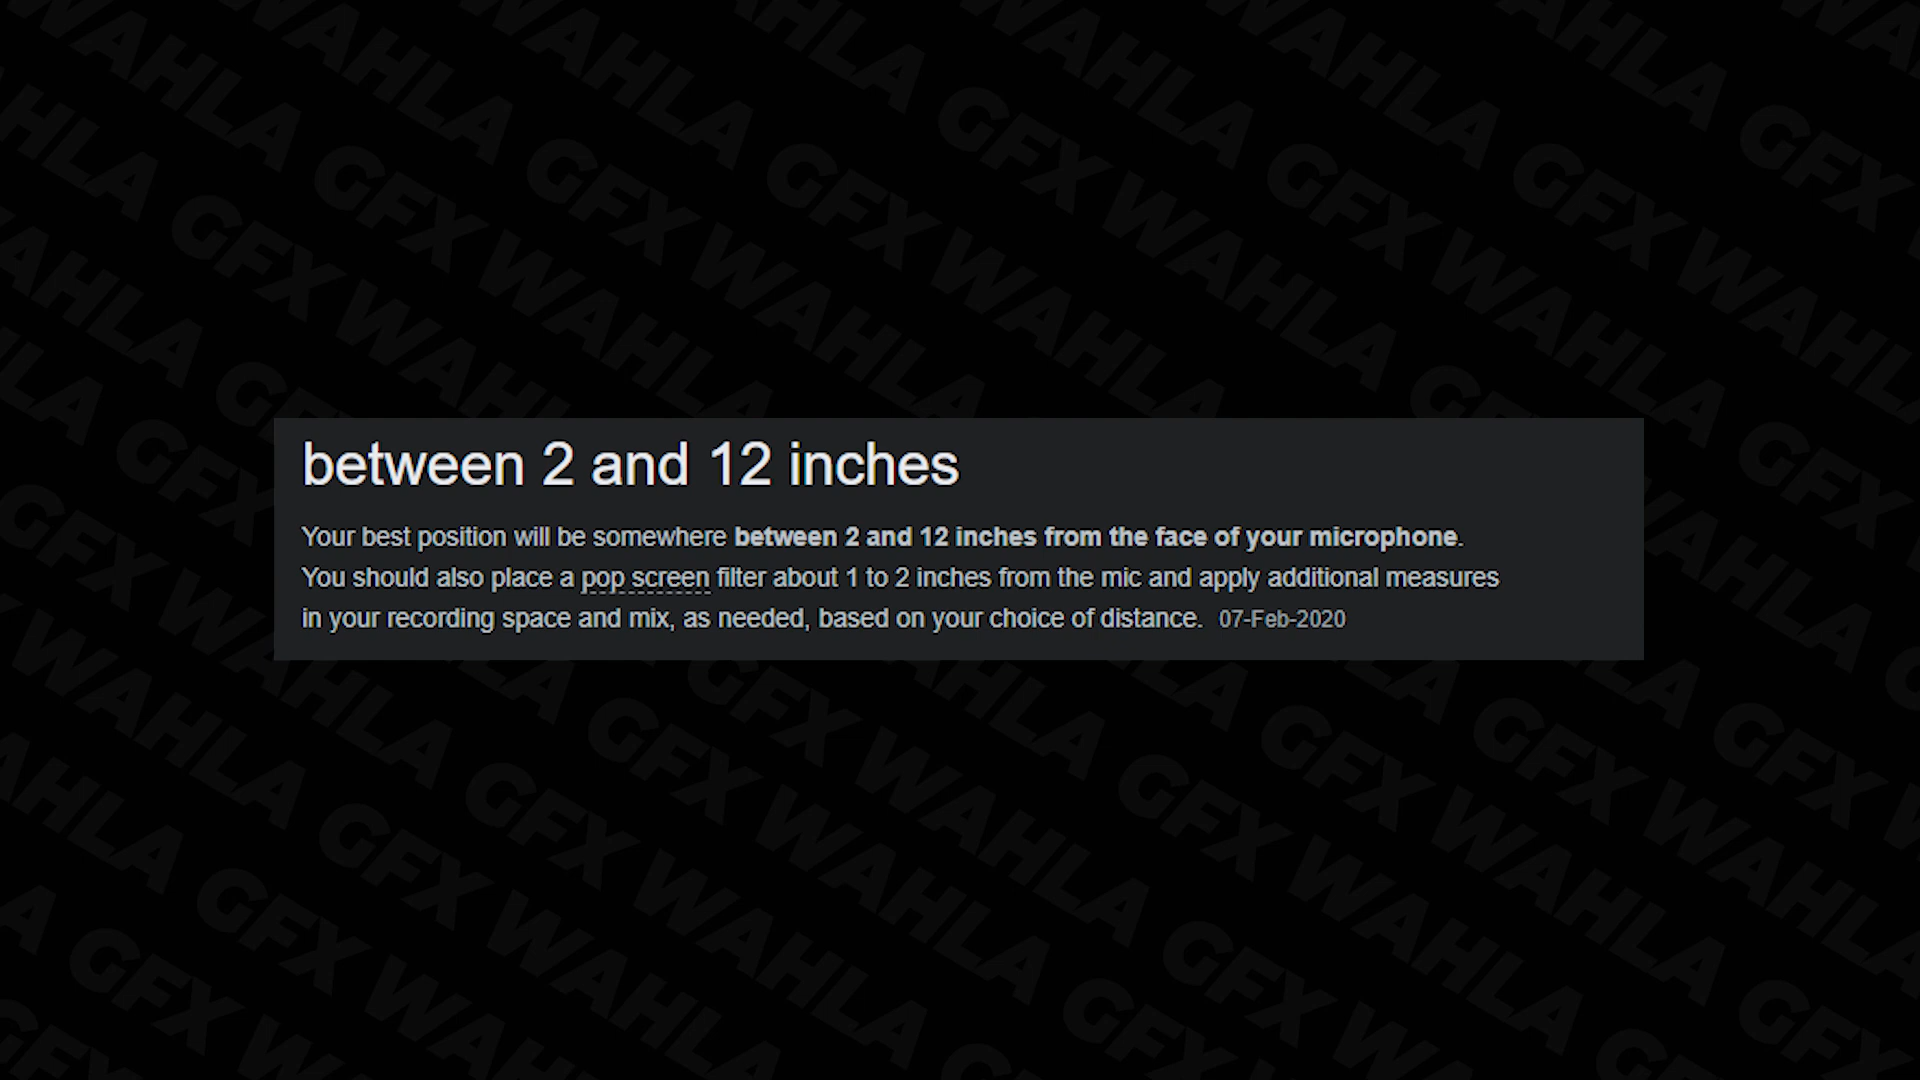 between 2 and 12 inches
Your best position will be somewhere between 2 and 12 inches from the face of your microphone.
You should also place a pop screen filter about 1 to 2 inches from the mic and apply additional measures
in your recording space and mix, as needed, based on your choice of distance. 07-Feb-2020
WAHLA GFX